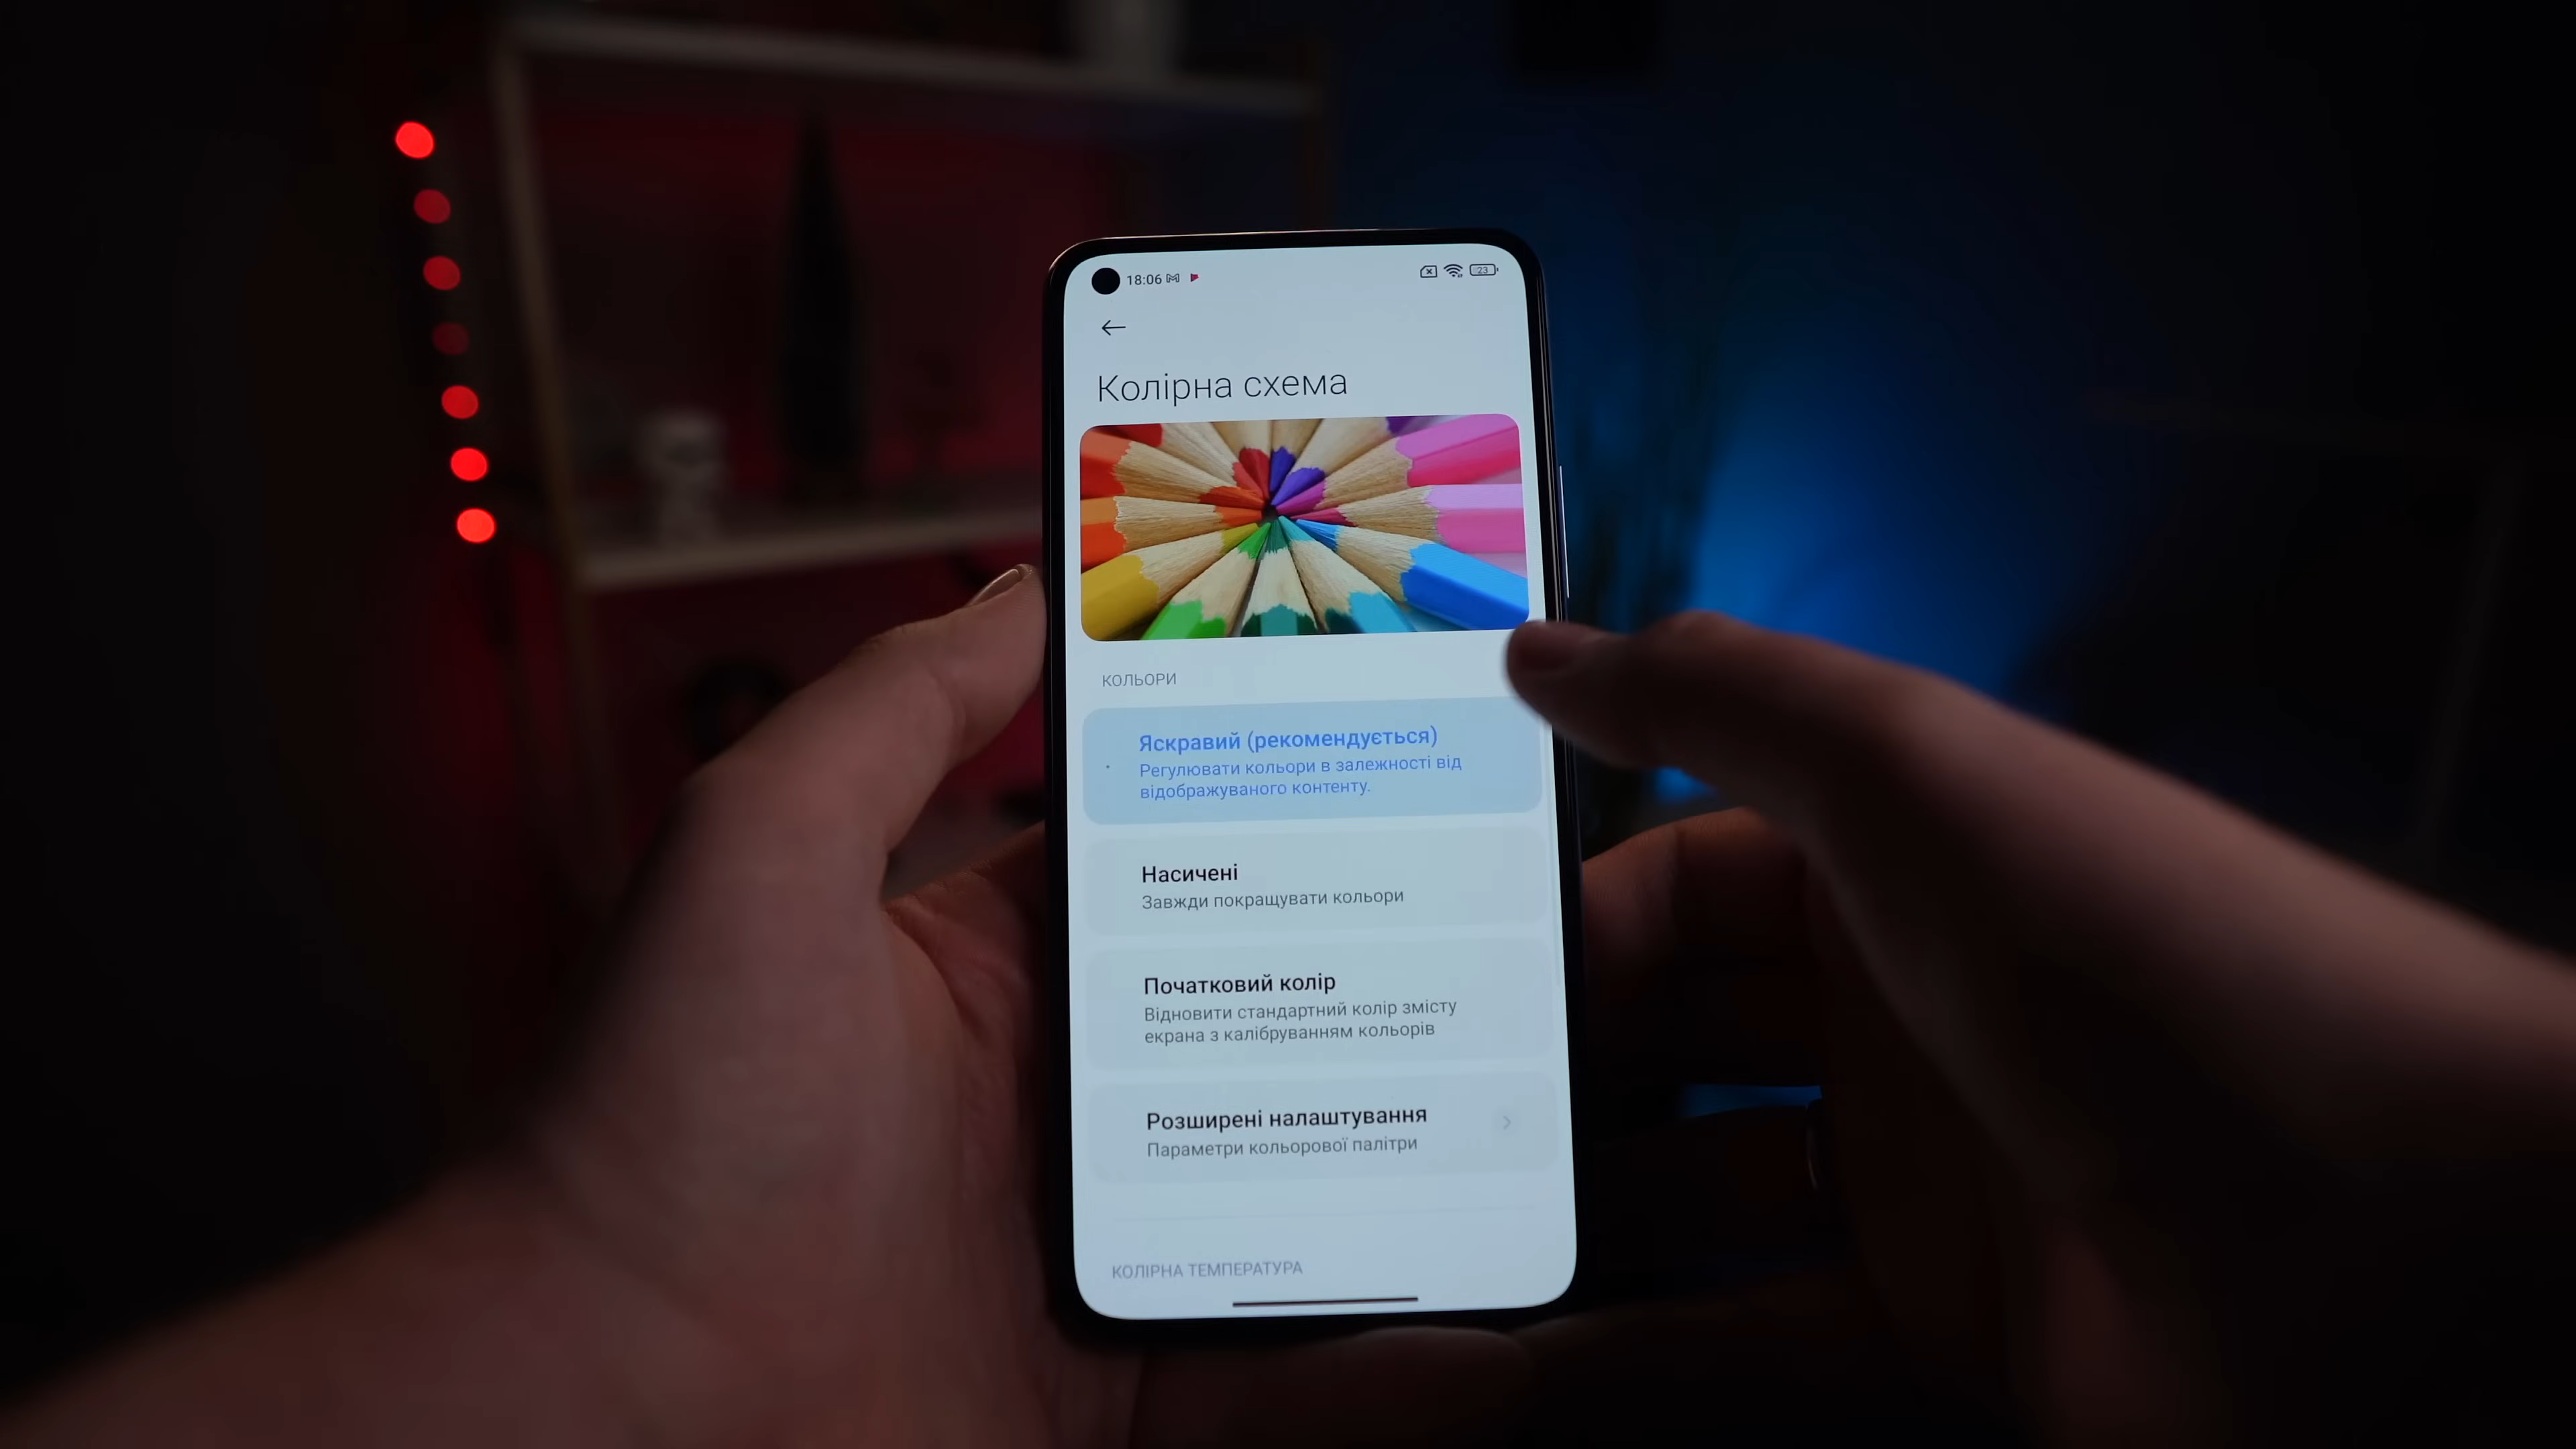 18:06
23
Колірна схема
КОЛЬОРИ
Яскравий (рекомендується)
Регулювати кольори в залежності від
відображуваного контенту.
Насичені
Завжди покращувати кольори
Початковий колір
Відновити стандартний колір змісту
екрана з калібруванням кольорів
Розширені налаштування
Параметри кольорової палітри
КОЛІРНА ТЕМПЕРАТУРА